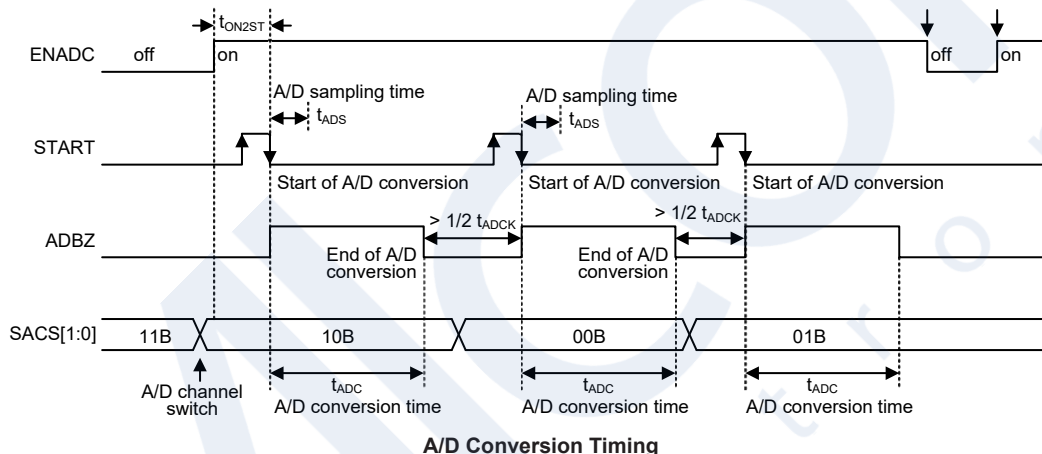 tON2ST
ENADC off on off on
A/D sampling time A/D sampling time
tADS tADS
START
Start of A/D conversion Start of A/D conversion Start of A/D conversion
> 1/2 tADCK > 1/2 tADCK
ADBZ
End of A/D conversion End of A/D conversion
SACS[1:0] 11B 10B 00B 01B
A/D channel switch
tADC tADC tADC
A/D conversion time A/D conversion time A/D conversion time
A/D Conversion Timing